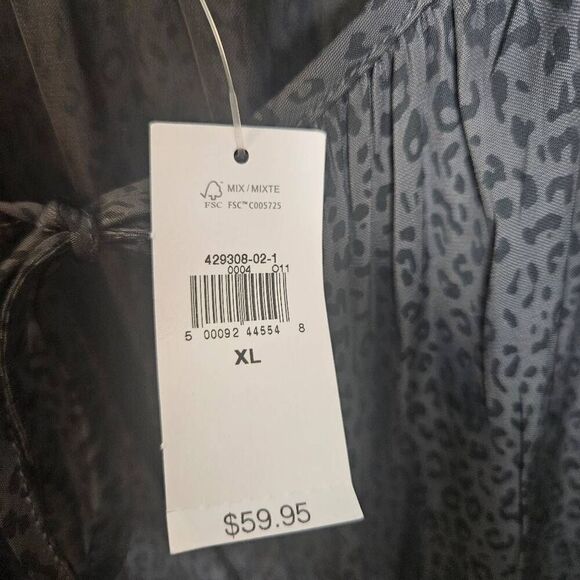 MIX / MIXTE
FSC FSC™ C005725
429308-02-1
0004 011
5 00092 44554 8
XL
$59.95